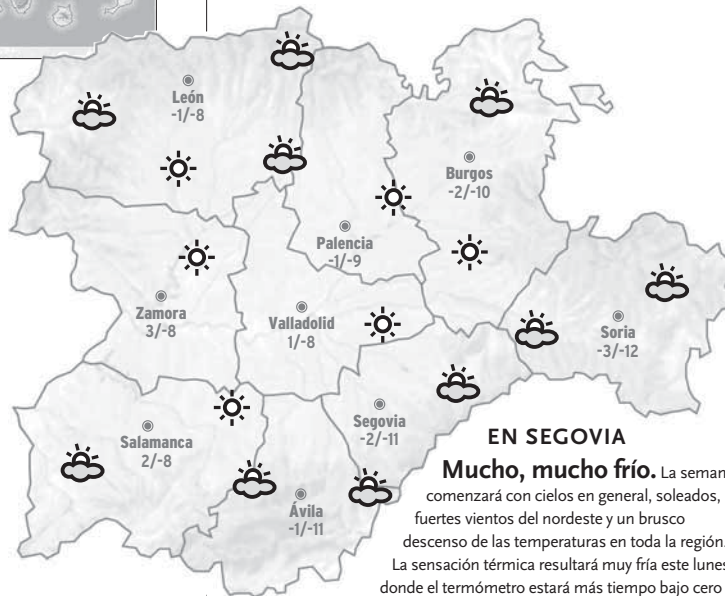 León
-1/-8
Burgos
-2/-10
Palencia
-1/-9
Zamora
3/-8
Valladolid
1/-8
Soria
-3/-12
Salamanca
2/-8
Segovia
-2/-11
Ávila
-1/-11
EN SEGOVIA
Mucho, mucho frío. La seman
comenzará con cielos en general, soleados,
fuertes vientos del nordeste y un brusco
descenso de las temperaturas en toda la región.
La sensación térmica resultará muy fría este lunes
donde el termómetro estará más tiempo bajo cero